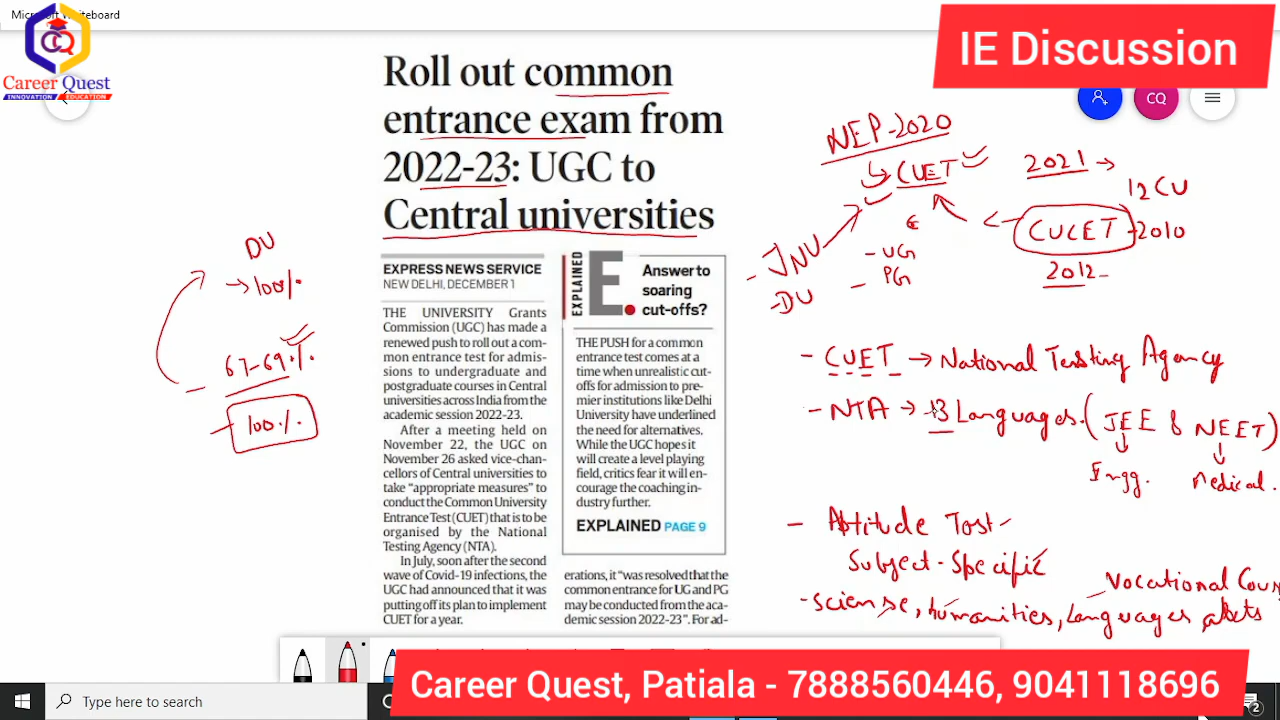 Microsoft Whiteboard
Career Quest
INNOVATION EDUCATION
IE Discussion
CQ
Roll out common
entrance exam from
2022-23: UGC to
Central universities
EXPRESS NEWS SERVICE
NEW DELHI, DECEMBER 1
THE UNIVERSITY Grants
Commission (UGC) has made a
renewed push to roll out a com-
mon entrance test for admis-
sions to undergraduate and
postgraduate courses in Central
universities across India from the
academic session 2022-23.
After a meeting held on
November 22, the UGC on
November 26 asked vice-chan-
cellors of Central universities to
take "appropriate measures" to
conduct the Common University
Entrance Test (CUET) that is to be
organised by the National
Testing Agency (NTA).
In July, soon after the second
wave of Covid-19 infections, the
UGC had announced that it was
putting off its plan to implement
CUET for a year.
EXPLAINED
E.
Answer to
soaring
cut-offs?
THE PUSH for a common
entrance test comes at a
time when unrealistic cut-
offs for admission to pre-
mier institutions like Delhi
University have underlined
the need for alternatives.
While the UGC hopes it
will create a level playing
field, critics fear it will en-
courage the coaching in-
dustry further.
EXPLAINED PAGE 9
erations, it "was resolved that the
common entrance for UG and PG
may be conducted from the aca-
demic session 2022-23". For ad-
DU
→100%.
67-69%.
- 100%.
NEP-2020
CUET
2021 →
12 CU
CUCET - 2010
2012 -
- JNU
- DU
- UG
- PG
- CUET → National Testing Agency
- NTA → 13 Languages. (JEE & NEET)
Engg.
Medical.
- Aptitude Test -
Subject-Specific
- Vocational Cour
- science, humanities, languages, arts
Type here to search
2
Career Quest, Patiala - 7888560446, 9041118696